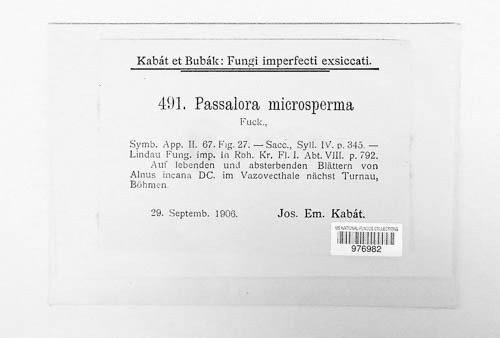 Kabát et Bubák: Fungi imperfecti exsiccati.
491. Passalora microsperma
Fuck.,
Symb. App. II. 67. Fig. 27. — Sacc., Syll. IV. p. 345. —
Lindau Fung. imp. in Rbh. Kr. Fl. I. Abt. VIII. p. 792.
Auf lebenden und absterbenden Blättern von
Alnus incana DC. im Vazovecthale nächst Turnau,
Böhmen.
29. Septemb. 1906. Jos. Em. Kabát.
US NATIONAL FUNGUS COLLECTIONS
976982